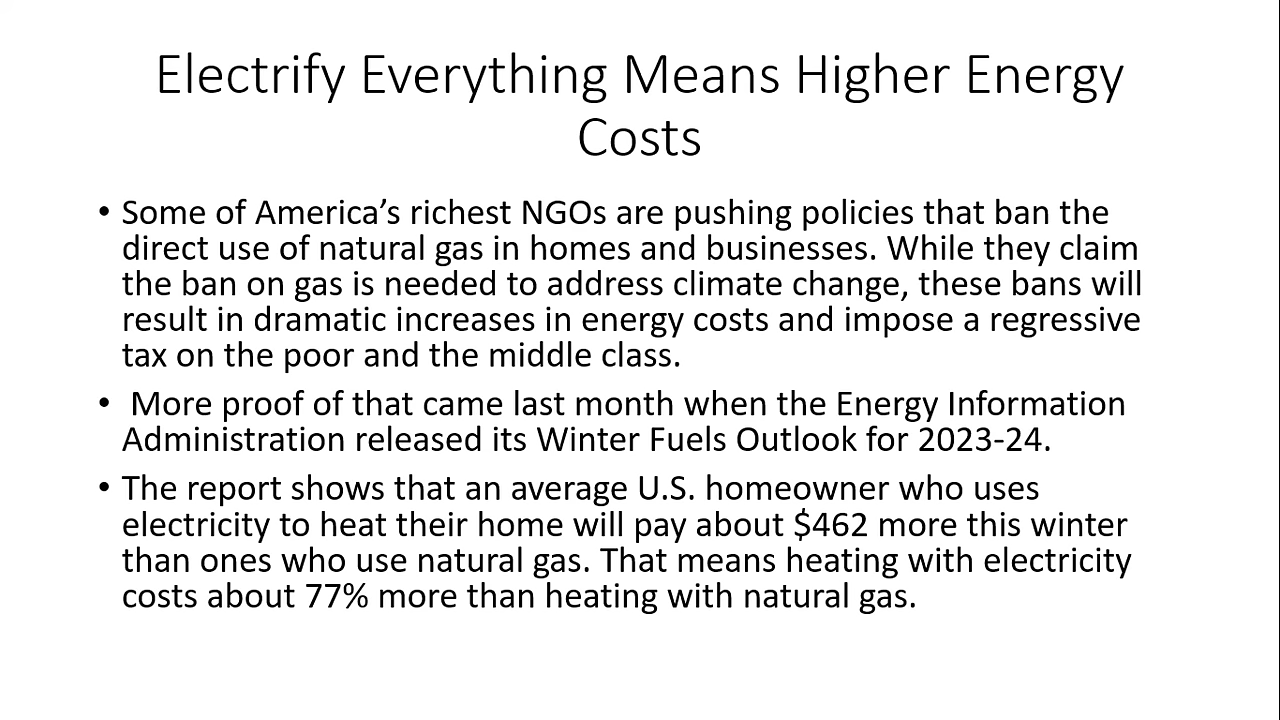 Electrify Everything Means Higher Energy
Costs
• Some of America’s richest NGOs are pushing policies that ban the
direct use of natural gas in homes and businesses. While they claim
the ban on gas is needed to address climate change, these bans will
result in dramatic increases in energy costs and impose a regressive
tax on the poor and the middle class.
• More proof of that came last month when the Energy Information
Administration released its Winter Fuels Outlook for 2023-24.
• The report shows that an average U.S. homeowner who uses
electricity to heat their home will pay about $462 more this winter
than ones who use natural gas. That means heating with electricity
costs about 77% more than heating with natural gas.